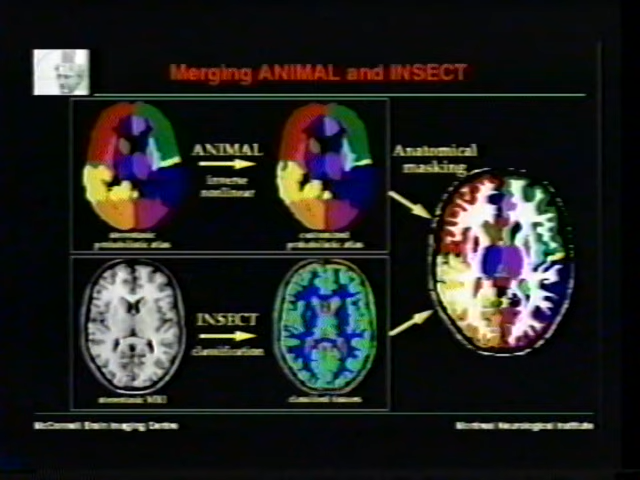 Merging ANIMAL and INSECT
ANIMAL
inverse
nonlinear
Anatomical
masking
stereotaxic
probabilistic atlas
customized
probabilistic atlas
INSECT
classification
stereotaxic MRI
classified tissues
McConnell Brain Imaging Centre
Montreal Neurological Institute